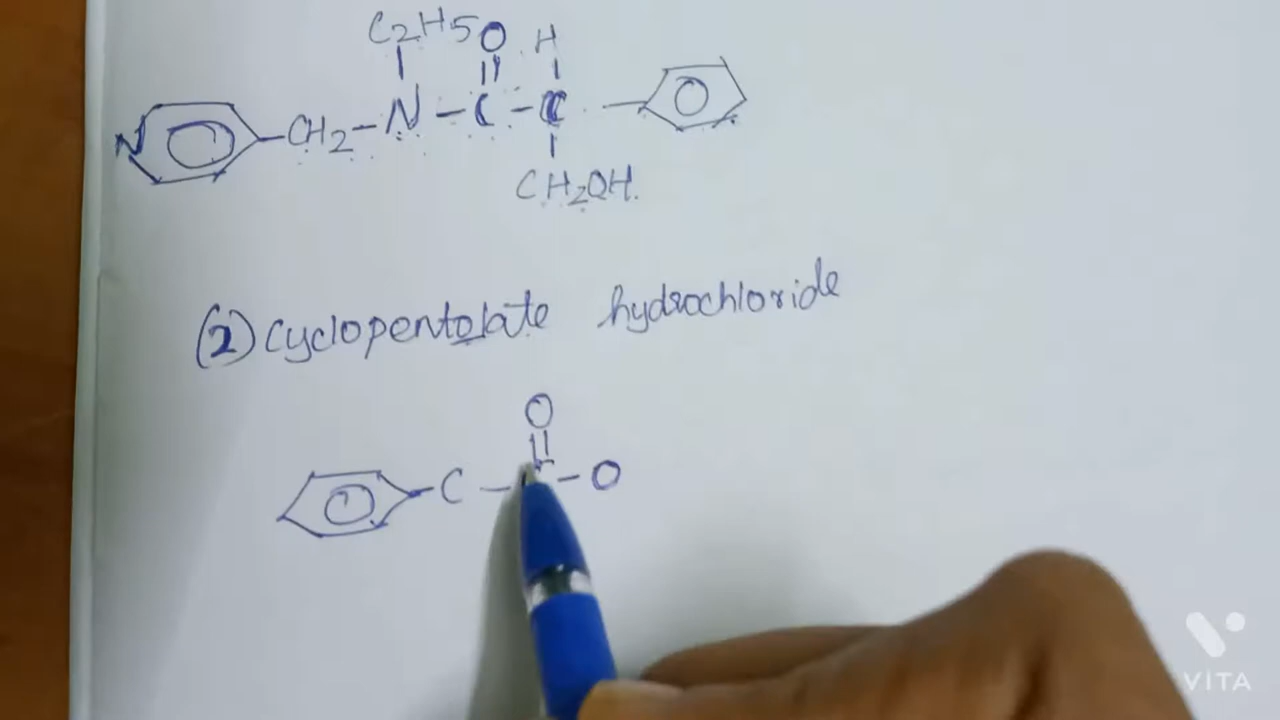 C2H5 O H
N CH2-N-C-C
CH2OH.
(2) Cyclopentolate hydrochloride
O
C - C - O
VITA